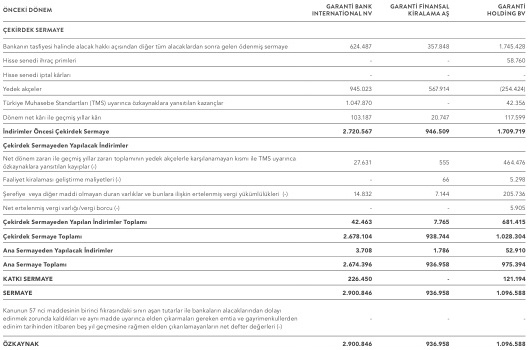 ÖNCEKİ DÖNEM GARANTİ BANK INTERNATIONAL NV GARANTİ FİNANSAL KİRALAMA AŞ GARANTİ HOLDİNG BV
ÇEKİRDEK SERMAYE
Bankanın tasfiyesi halinde alacak hakkı açısından diğer tüm alacaklardan sonra gelen ödenmiş sermaye 624.487 357.848 1.745.428
Hisse senedi ihraç primleri - - 58.760
Hisse senedi iptal kârları - -
Yedek akçeler 945.023 567.914 (254.424)
Türkiye Muhasebe Standartları (TMS) uyarınca özkaynaklara yansıtılan kazançlar 1.047.870 - 42.356
Dönem net kârı ile geçmiş yıllar kârı 103.187 20.747 117.599
İndirimler Öncesi Çekirdek Sermaye 2.720.567 946.509 1.709.719
Çekirdek Sermayeden Yapılacak İndirimler
Net dönem zararı ile geçmiş yıllar zararı toplamının yedek akçelerle karşılanamayan kısmı ile TMS uyarınca
özkaynaklara yansıtılan kayıplar (-) 27.631 555 464.476
Faaliyet kiralaması geliştirme maliyetleri (-) - 66 5.298
Şerefiye veya diğer maddi olmayan duran varlıklar ve bunlara ilişkin ertelenmiş vergi yükümlülükleri (-) 14.832 7.144 205.736
Net ertelenmiş vergi varlığı/vergi borcu (-) - - 5.905
Çekirdek Sermayeden Yapılan İndirimler Toplamı 42.463 7.765 681.415
Çekirdek Sermaye Toplamı 2.678.104 938.744 1.028.304
Ana Sermayeden Yapılacak İndirimler 3.708 1.786 52.910
Ana Sermaye Toplamı 2.674.396 936.958 975.394
KATKI SERMAYE 226.450 - 121.194
SERMAYE 2.900.846 936.958 1.096.588
Kanunun 57 nci maddesinin birinci fıkrasındaki sınırı aşan tutarlar ile bankaların alacaklarından dolayı
edinmek zorunda kaldıkları ve aynı madde uyarınca elden çıkarmaları gereken emtia ve gayrimenkullerden
edinim tarihinden itibaren beş yıl geçmesine rağmen elden çıkarılamayanların net defter değerleri (-) - - -
ÖZKAYNAK 2.900.846 936.958 1.096.588